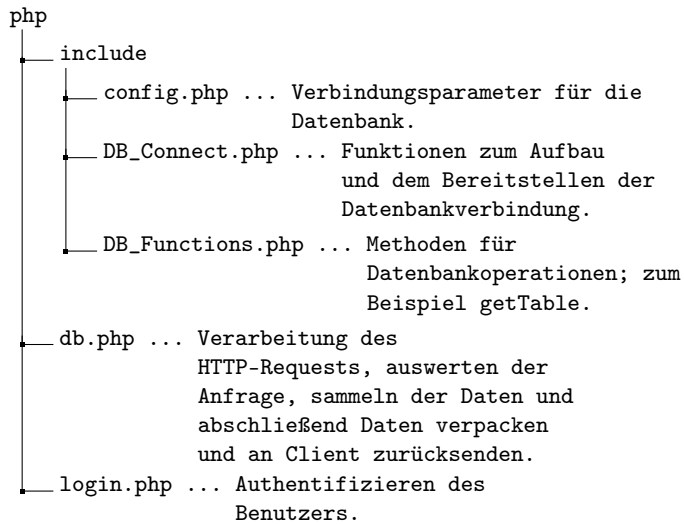 php
include
config.php ... Verbindungsparameter für die
Datenbank.
DB_Connect.php ... Funktionen zum Aufbau
und dem Bereitstellen der
Datenbankverbindung.
DB_Functions.php ... Methoden für
Datenbankoperationen; zum
Beispiel getTable.
db.php ... Verarbeitung des
HTTP-Requests, auswerten der
Anfrage, sammeln der Daten und
abschließend Daten verpacken
und an Client zurücksenden.
login.php ... Authentifizieren des
Benutzers.